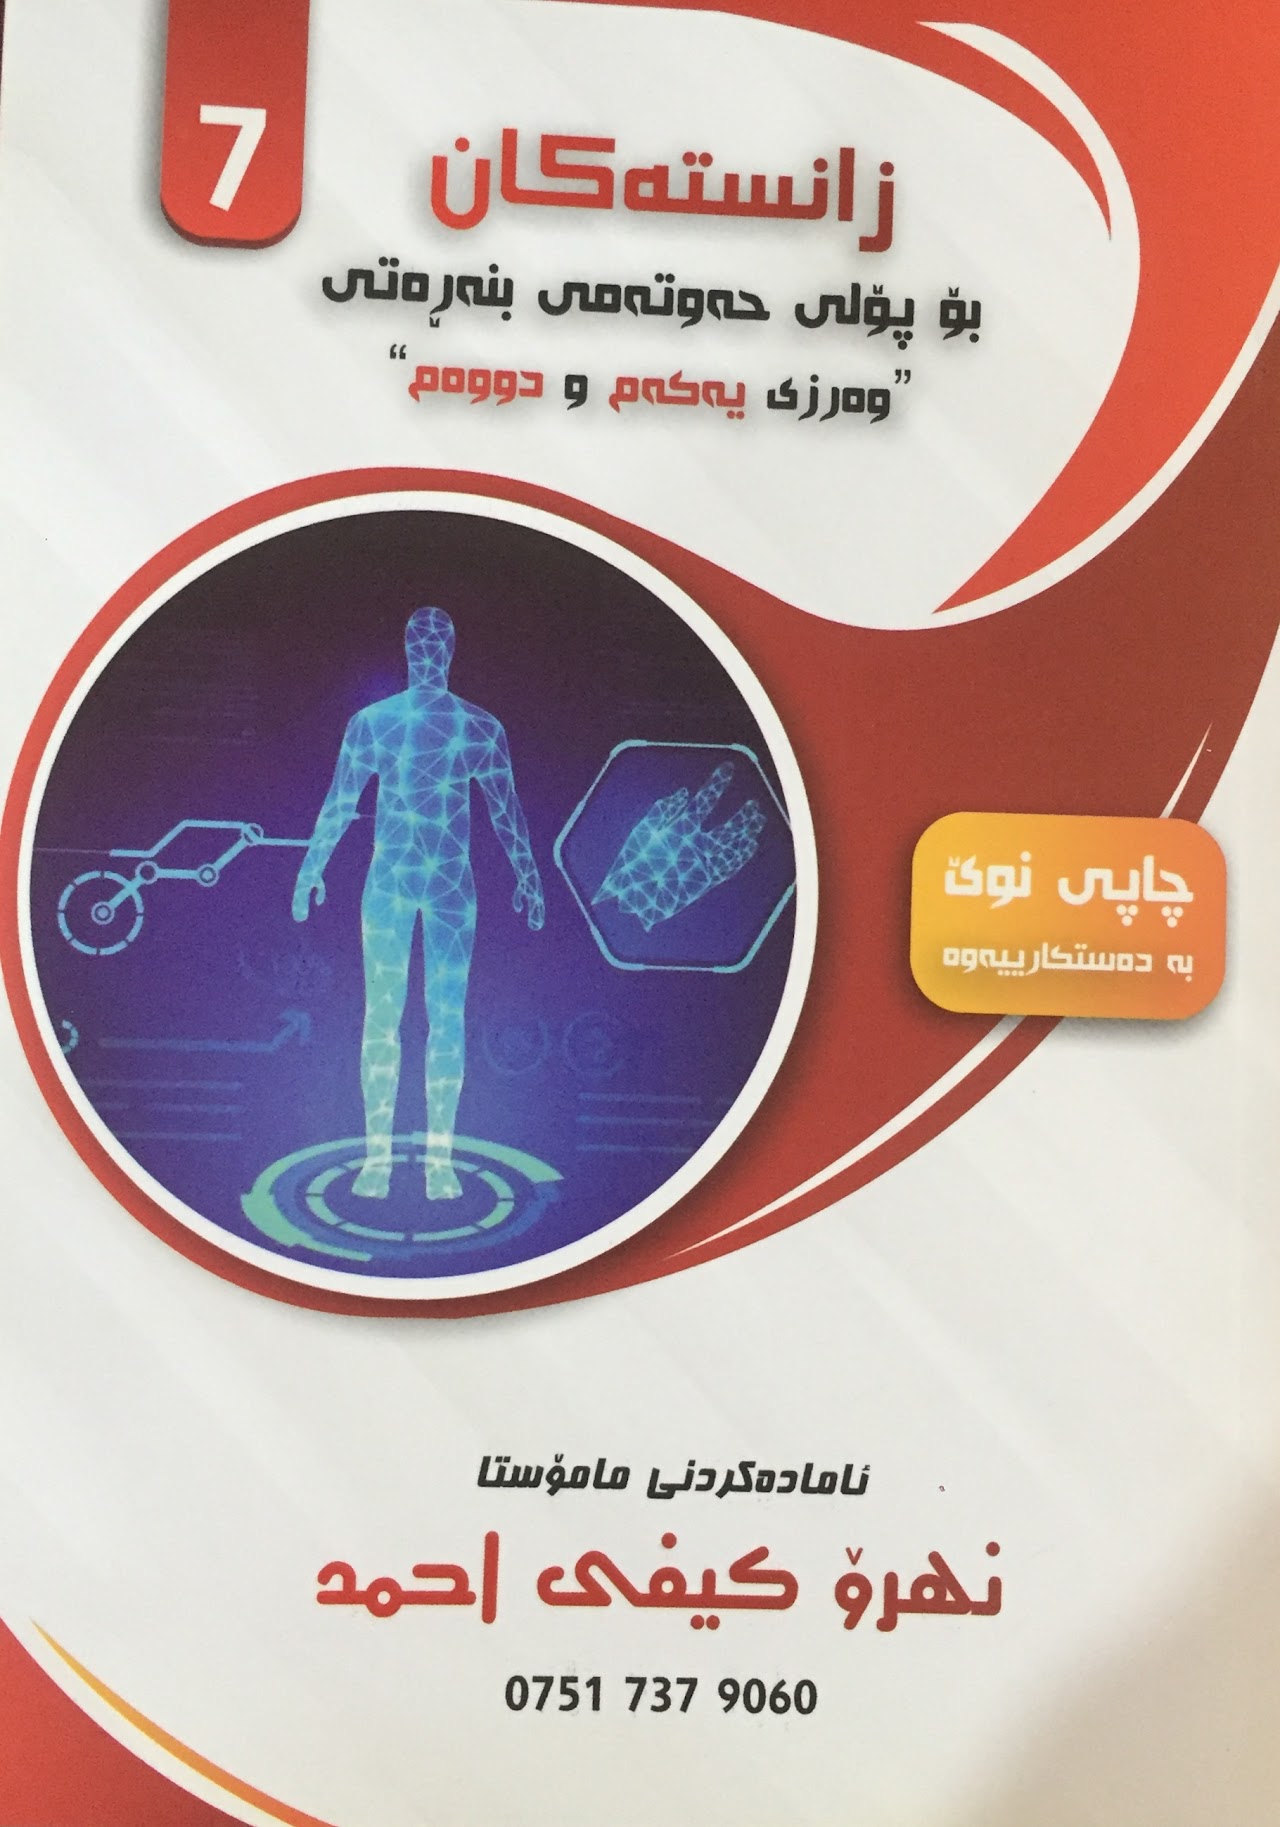 7
زانستەکان
بۆ پۆلی حەوتەمی بنەڕەتی
”وەرزی یەکەم و دووەم“
چاپی نوێ
بە دەستکارییەوە
ئامادەکردنی مامۆستا
نهرۆ کیفی احمد
0751 737 9060